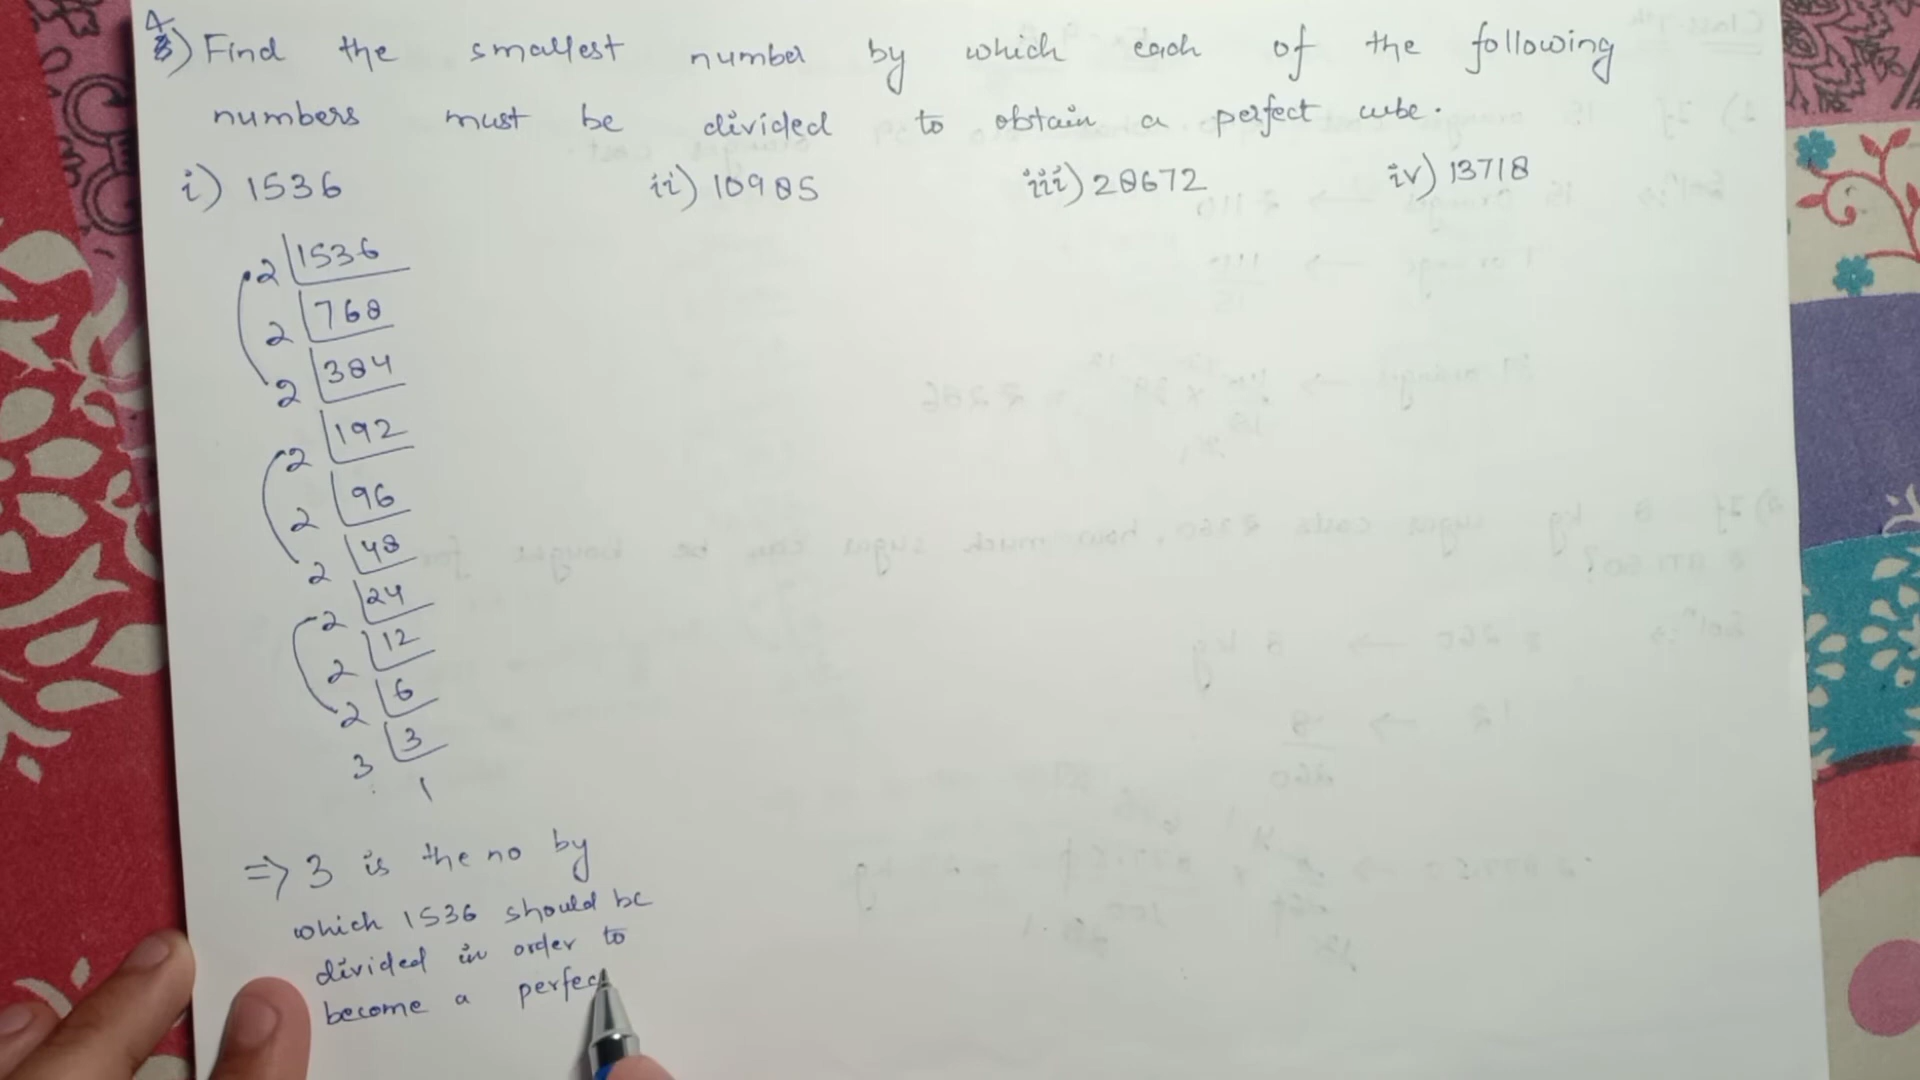 4) Find the smallest number by which each of the following
numbers must be divided to obtain a perfect cube.
i) 1536 ii) 10985 iii) 28672 iv) 13718
2 1536
2 768
2 384
2 192
2 96
2 48
2 24
2 12
2 6
3 3
1
=> 3 is the no by
which 1536 should be
divided in order to
become a perfec